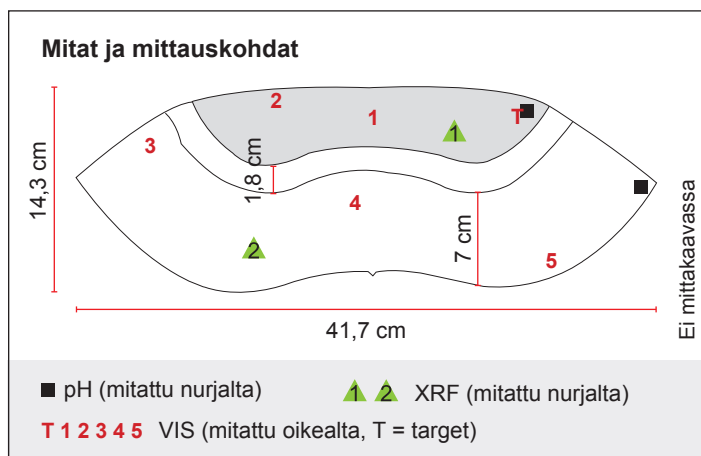 Mitat ja mittauskohdat
2
1
T
1
3
14,3 cm
1,8 cm
4
7 cm
2
5
41,7 cm
Ei mittakaavassa
pH (mitattu nurjalta)
1 2 XRF (mitattu nurjalta)
T 1 2 3 4 5 VIS (mitattu oikealta, T = target)